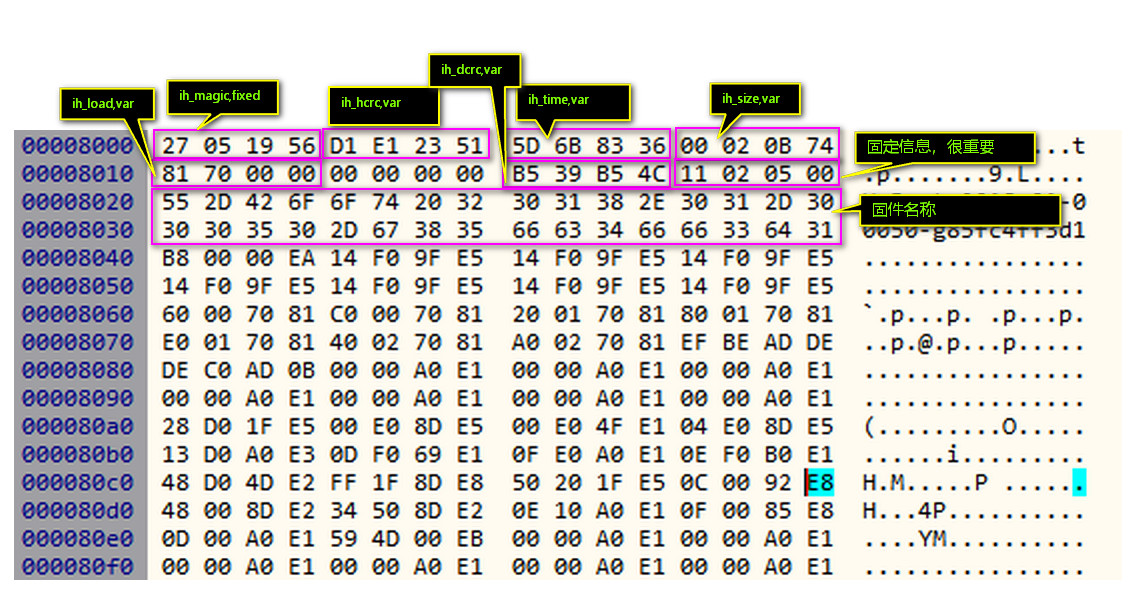 ih_dcrc,var
ih_load,var
ih_magic,fixed
ih_hcrc,var
ih_time,var
ih_size,var
固定信息，很重要
固件名称
00008000 27 05 19 56 D1 E1 23 51 5D 6B 83 36 00 02 0B 74 ...t
00008010 81 70 00 00 00 00 00 00 B5 39 B5 4C 11 02 05 00 .p.......9.L....
00008020 55 2D 42 6F 6F 74 20 32 30 31 38 2E 30 31 2D 30 -0
00008030 30 30 35 30 2D 67 38 35 66 63 34 66 66 33 64 31 0050-g85fc4ff3d1
00008040 B8 00 00 EA 14 F0 9F E5 14 F0 9F E5 14 F0 9F E5 ................
00008050 14 F0 9F E5 14 F0 9F E5 14 F0 9F E5 14 F0 9F E5 ................
00008060 60 00 70 81 C0 00 70 81 20 01 70 81 80 01 70 81 `.p...p. .p...p.
00008070 E0 01 70 81 40 02 70 81 A0 02 70 81 EF BE AD DE ..p.@.p...p.....
00008080 DE C0 AD 0B 00 00 A0 E1 00 00 A0 E1 00 00 A0 E1 ................
00008090 00 00 A0 E1 00 00 A0 E1 00 00 A0 E1 00 00 A0 E1 ................
000080a0 28 D0 1F E5 00 E0 8D E5 00 E0 4F E1 04 E0 8D E5 (.........O.....
000080b0 13 D0 A0 E3 0D F0 69 E1 0F E0 A0 E1 0E F0 B0 E1 ......i.........
000080c0 48 D0 4D E2 FF 1F 8D E8 50 20 1F E5 0C 00 92 E8 H.M.....P ......
000080d0 48 00 8D E2 34 50 8D E2 0E 10 A0 E1 0F 00 85 E8 H...4P..........
000080e0 0D 00 A0 E1 59 4D 00 EB 00 00 A0 E1 00 00 A0 E1 ....YM..........
000080f0 00 00 A0 E1 00 00 A0 E1 00 00 A0 E1 00 00 A0 E1 ................